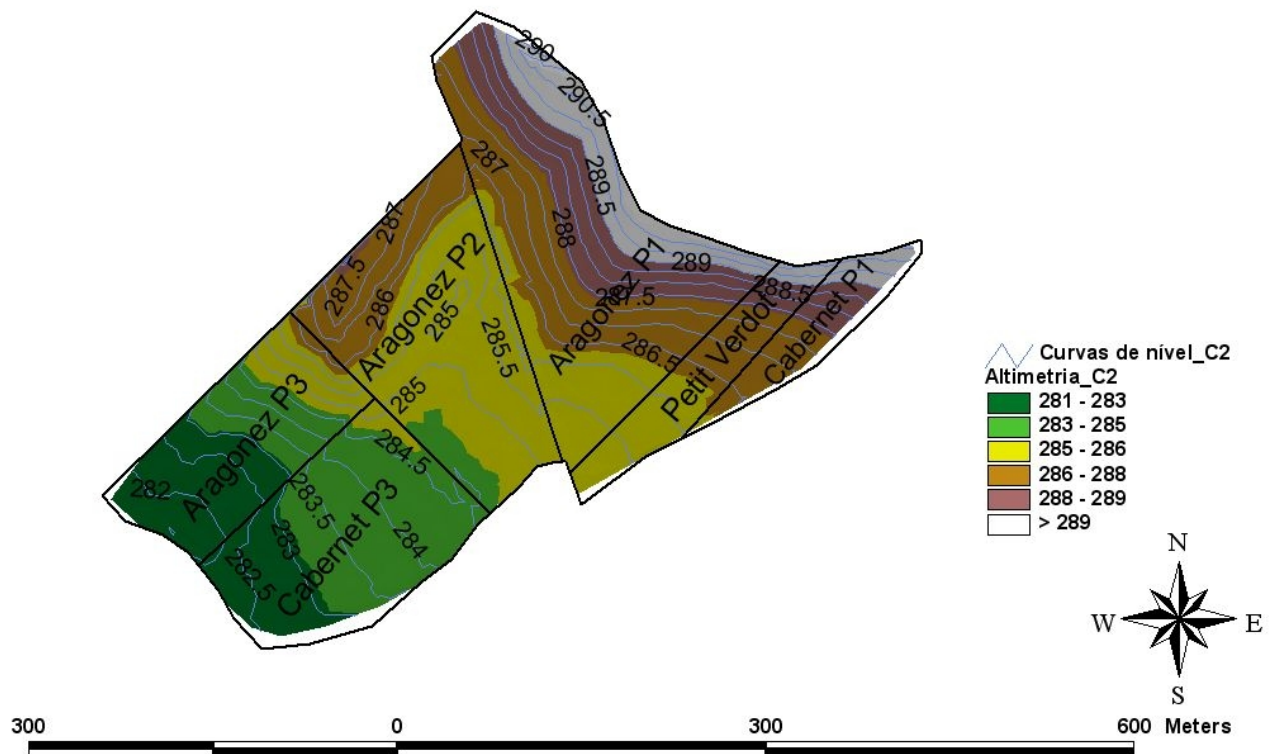 290
290.5
287
289.5
287
288
Aragonez P2
289
287.5
Aragonez P1
288.5
286
285
Cabernet P1
287.5
285.5
286.5
Petit Verdot
285
Curvas de nível_C2
Altimetria_C2
281 - 283
283 - 285
285 - 286
286 - 288
288 - 289
> 289
Aragonez P3
284.5
282
283.5
283
284
Cabernet P3
282.5
N
W E
S
300 0 300 600 Meters